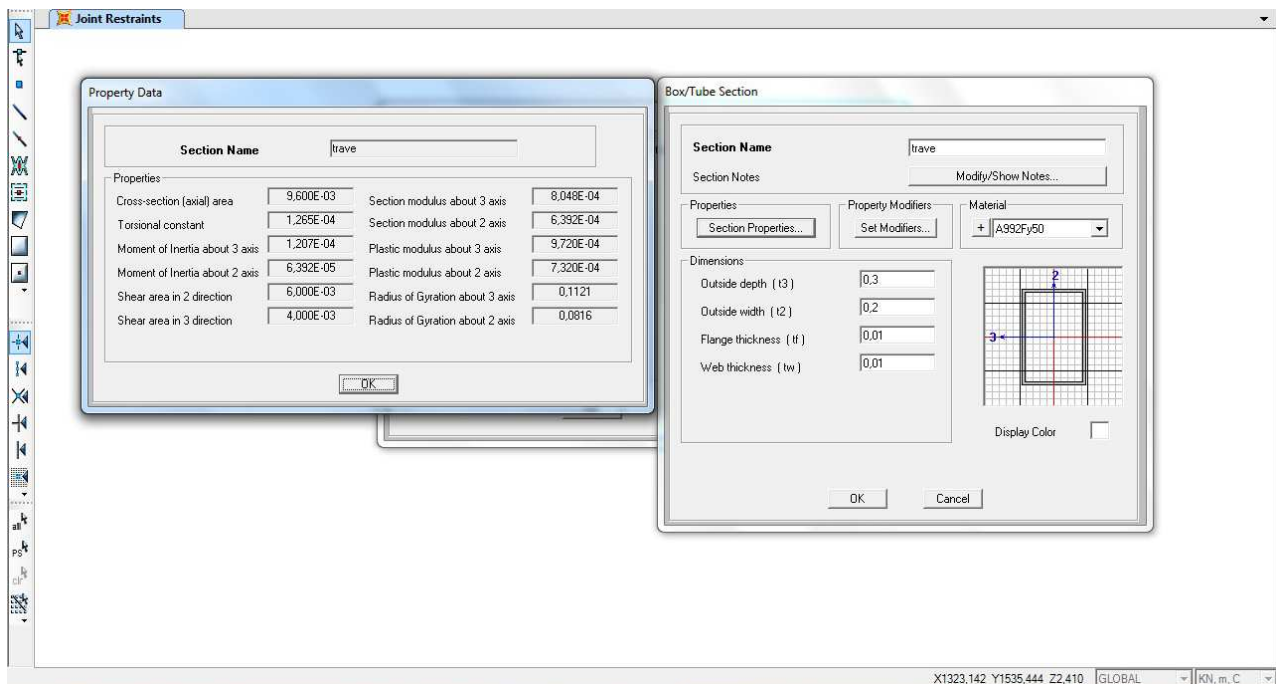 Joint Restraints
Property Data
Section Name trave
Properties
Cross-section (axial) area 9,600E-03 Section modulus about 3 axis 8,048E-04
Torsional constant 1,265E-04 Section modulus about 2 axis 6,392E-04
Moment of Inertia about 3 axis 1,207E-04 Plastic modulus about 3 axis 9,720E-04
Moment of Inertia about 2 axis 6,392E-05 Plastic modulus about 2 axis 7,320E-04
Shear area in 2 direction 6,000E-03 Radius of Gyration about 3 axis 0,1121
Shear area in 3 direction 4,000E-03 Radius of Gyration about 2 axis 0,0816
OK
Box/Tube Section
Section Name trave
Section Notes Modify/Show Notes...
Properties Property Modifiers Material
Section Properties... Set Modifiers... + A992Fy50
Dimensions
Outside depth ( t3 ) 0,3
Outside width ( t2 ) 0,2
Flange thickness ( tf ) 0,01
Web thickness ( tw ) 0,01
2
3
Display Color
OK Cancel
all
PS
clr
X1323,142 Y1535,444 Z2,410 GLOBAL KN, m, C